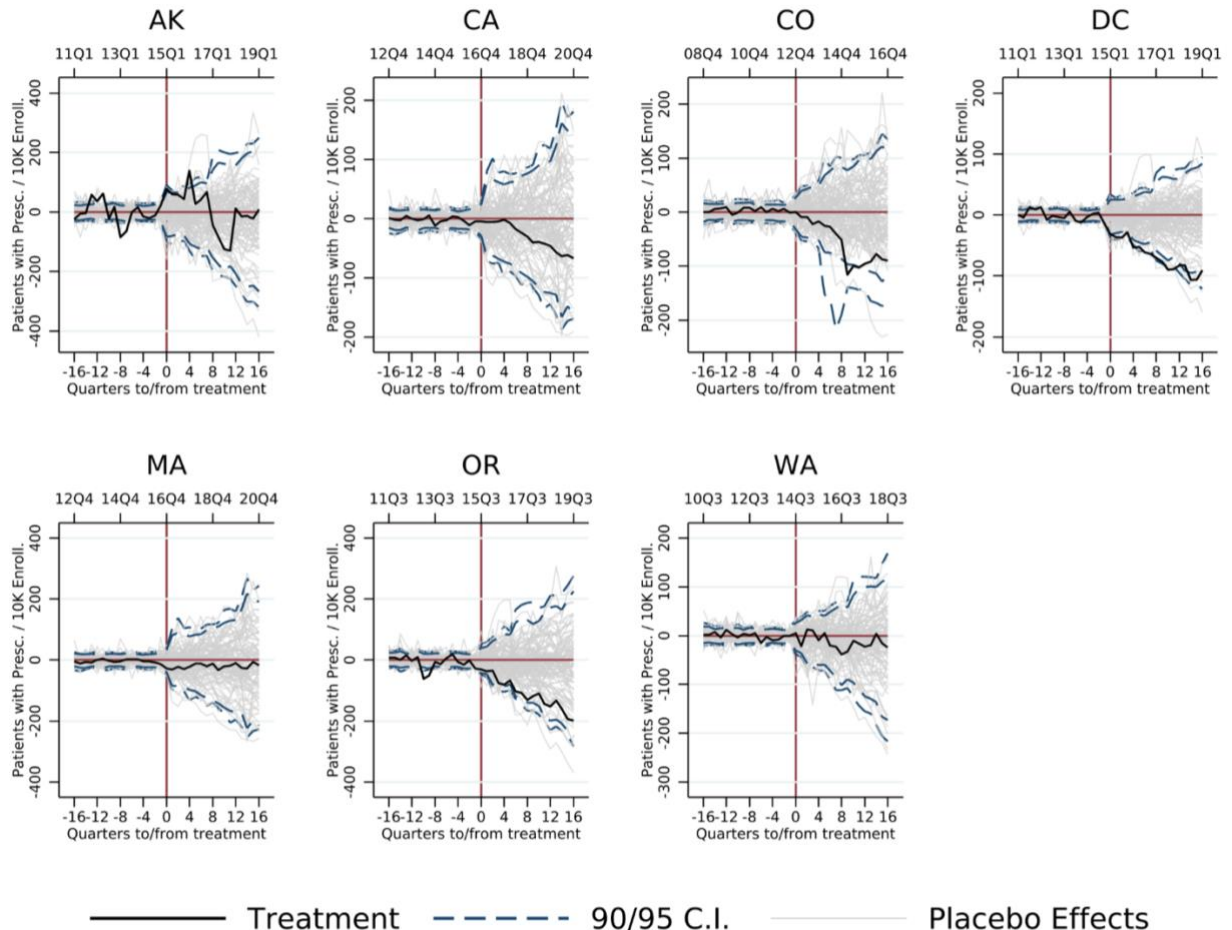 AK
11Q1 13Q1 15Q1 17Q1 19Q1
Patients with Presc. / 10K Enroll.
400
200
0
-200
-400
-16 -12 -8 -4 0 4 8 12 16
Quarters to/from treatment
CA
12Q4 14Q4 16Q4 18Q4 20Q4
Patients with Presc. / 10K Enroll.
200
100
0
-100
-200
-16 -12 -8 -4 0 4 8 12 16
Quarters to/from treatment
CO
08Q4 10Q4 12Q4 14Q4 16Q4
Patients with Presc. / 10K Enroll.
200
100
0
-100
-200
-16 -12 -8 -4 0 4 8 12 16
Quarters to/from treatment
DC
11Q1 13Q1 15Q1 17Q1 19Q1
Patients with Presc. / 10K Enroll.
200
100
0
-100
-200
-16 -12 -8 -4 0 4 8 12 16
Quarters to/from treatment
MA
12Q4 14Q4 16Q4 18Q4 20Q4
Patients with Presc. / 10K Enroll.
400
200
0
-200
-400
-16 -12 -8 -4 0 4 8 12 16
Quarters to/from treatment
OR
11Q3 13Q3 15Q3 17Q3 19Q3
Patients with Presc. / 10K Enroll.
400
200
0
-200
-400
-16 -12 -8 -4 0 4 8 12 16
Quarters to/from treatment
WA
10Q3 12Q3 14Q3 16Q3 18Q3
Patients with Presc. / 10K Enroll.
200
100
0
-100
-200
-300
-16 -12 -8 -4 0 4 8 12 16
Quarters to/from treatment
Treatment 90/95 C.I. Placebo Effects